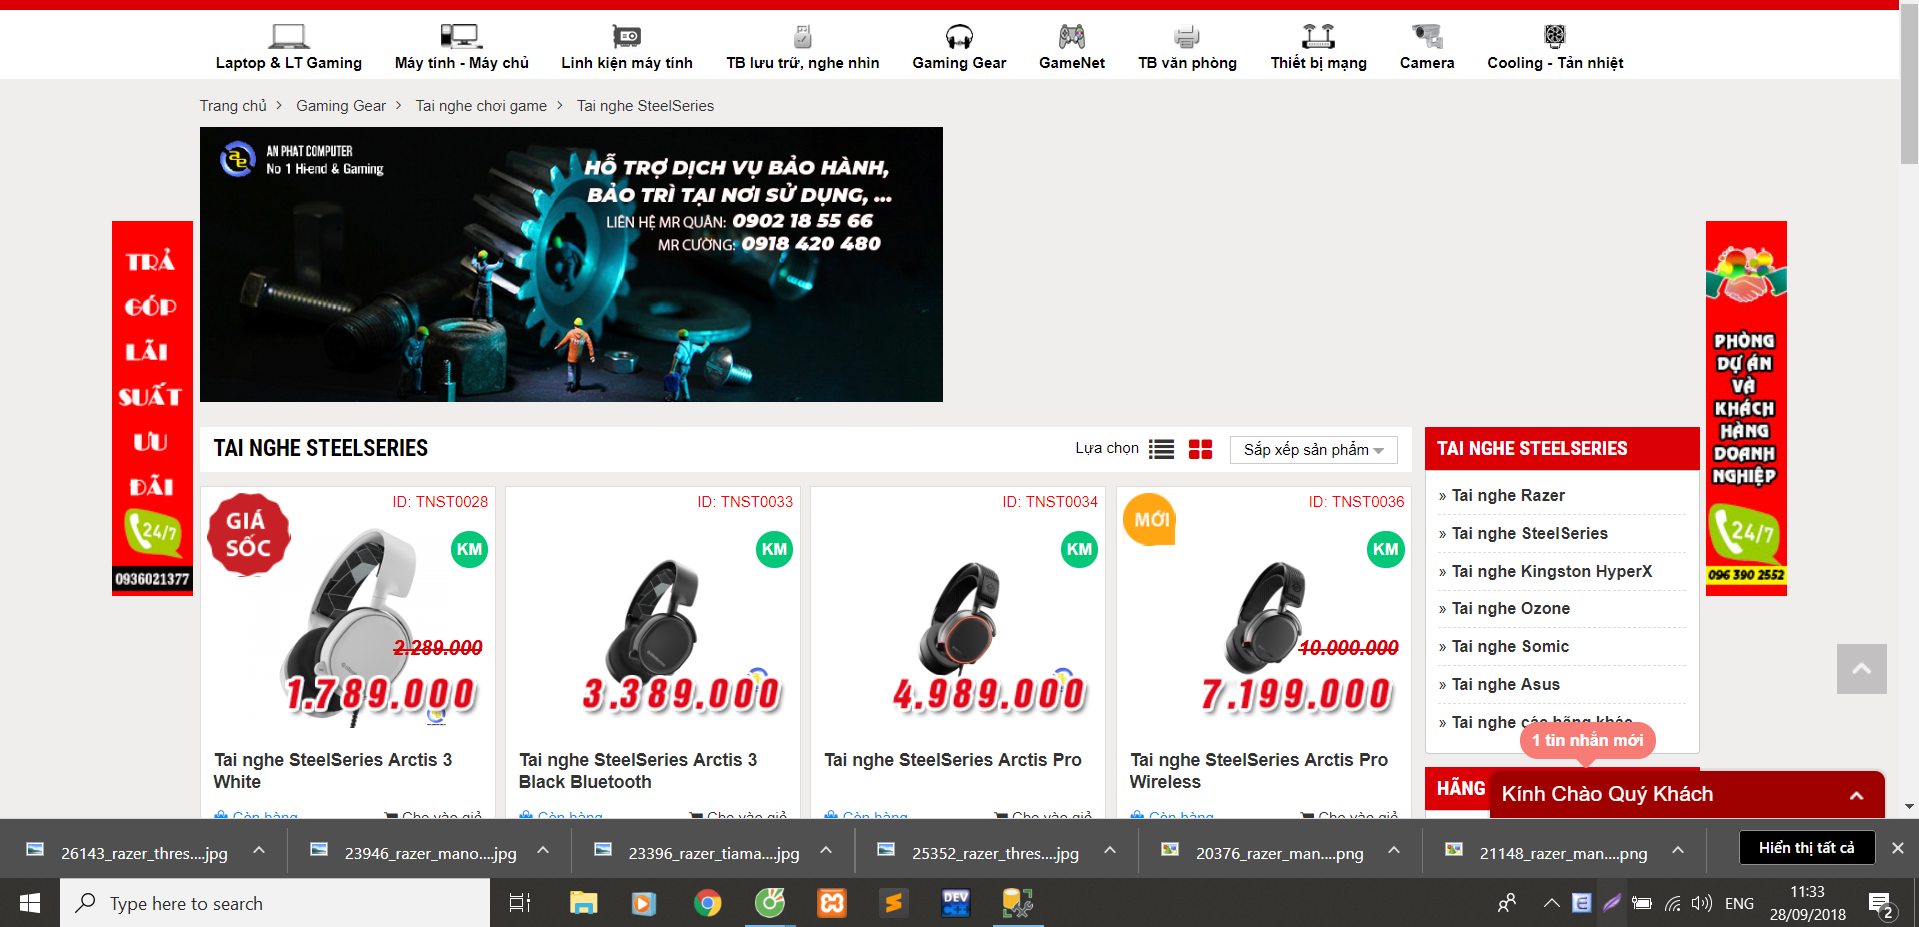 Laptop & LT Gaming
Máy tính - Máy chủ
Linh kiện máy tính
TB lưu trữ, nghe nhìn
Gaming Gear
GameNet
TB văn phòng
Thiết bị mạng
Camera
Cooling - Tản nhiệt
Trang chủ > Gaming Gear > Tai nghe chơi game > Tai nghe SteelSeries
AN PHAT COMPUTER
No 1 Hi-end & Gaming
HỖ TRỢ DỊCH VỤ BẢO HÀNH,
BẢO TRÌ TẠI NƠI SỬ DỤNG, ...
LIÊN HỆ MR QUÂN: 0902 18 55 66
MR CƯỜNG: 0918 420 480
TRẢ
GÓP
LÃI
SUẤT
ƯU
ĐÃI
24/7
0936021377
PHÒNG
DỰ ÁN
VÀ
KHÁCH
HÀNG
DOANH
NGHIỆP
24/7
096 390 2552
TAI NGHE STEELSERIES
Lựa chọn
Sắp xếp sản phẩm
GIÁ
SỐC
ID: TNST0028
KM
2.289.000
1.789.000
Tai nghe SteelSeries Arctis 3
White
Còn hàng
Cho vào giỏ
ID: TNST0033
KM
3.389.000
Tai nghe SteelSeries Arctis 3
Black Bluetooth
Còn hàng
Cho vào giỏ
ID: TNST0034
KM
4.989.000
Tai nghe SteelSeries Arctis Pro
Còn hàng
Cho vào giỏ
MỚI
ID: TNST0036
KM
10.000.000
7.199.000
Tai nghe SteelSeries Arctis Pro
Wireless
Còn hàng
Cho vào giỏ
TAI NGHE STEELSERIES
» Tai nghe Razer
» Tai nghe SteelSeries
» Tai nghe Kingston HyperX
» Tai nghe Ozone
» Tai nghe Somic
» Tai nghe Asus
» Tai nghe các hãng khác
1 tin nhắn mới
HÃNG
Kính Chào Quý Khách
26143_razer_thres....jpg
23946_razer_mano....jpg
23396_razer_tiama....jpg
25352_razer_thres....jpg
20376_razer_man....png
21148_razer_man....png
Hiển thị tất cả
Type here to search
DEV
ENG
11:33
28/09/2018
2